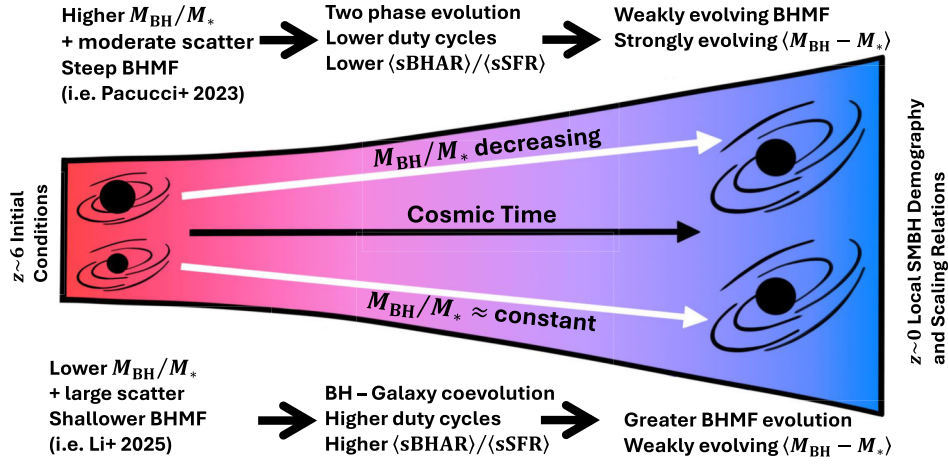 Higher M_BH/M_*
+ moderate scatter
Steep BHMF
(i.e. Pacucci+ 2023)
Two phase evolution
Lower duty cycles
Lower ⟨sBHAR⟩/⟨sSFR⟩
Weakly evolving BHMF
Strongly evolving ⟨M_BH − M_*⟩
z~6 Initial
Conditions
M_BH/M_* decreasing
Cosmic Time
M_BH/M_* ≈ constant
z~0 Local SMBH Demography
and Scaling Relations
Lower M_BH/M_*
+ large scatter
Shallower BHMF
(i.e. Li+ 2025)
BH – Galaxy coevolution
Higher duty cycles
Higher ⟨sBHAR⟩/⟨sSFR⟩
Greater BHMF evolution
Weakly evolving ⟨M_BH − M_*⟩